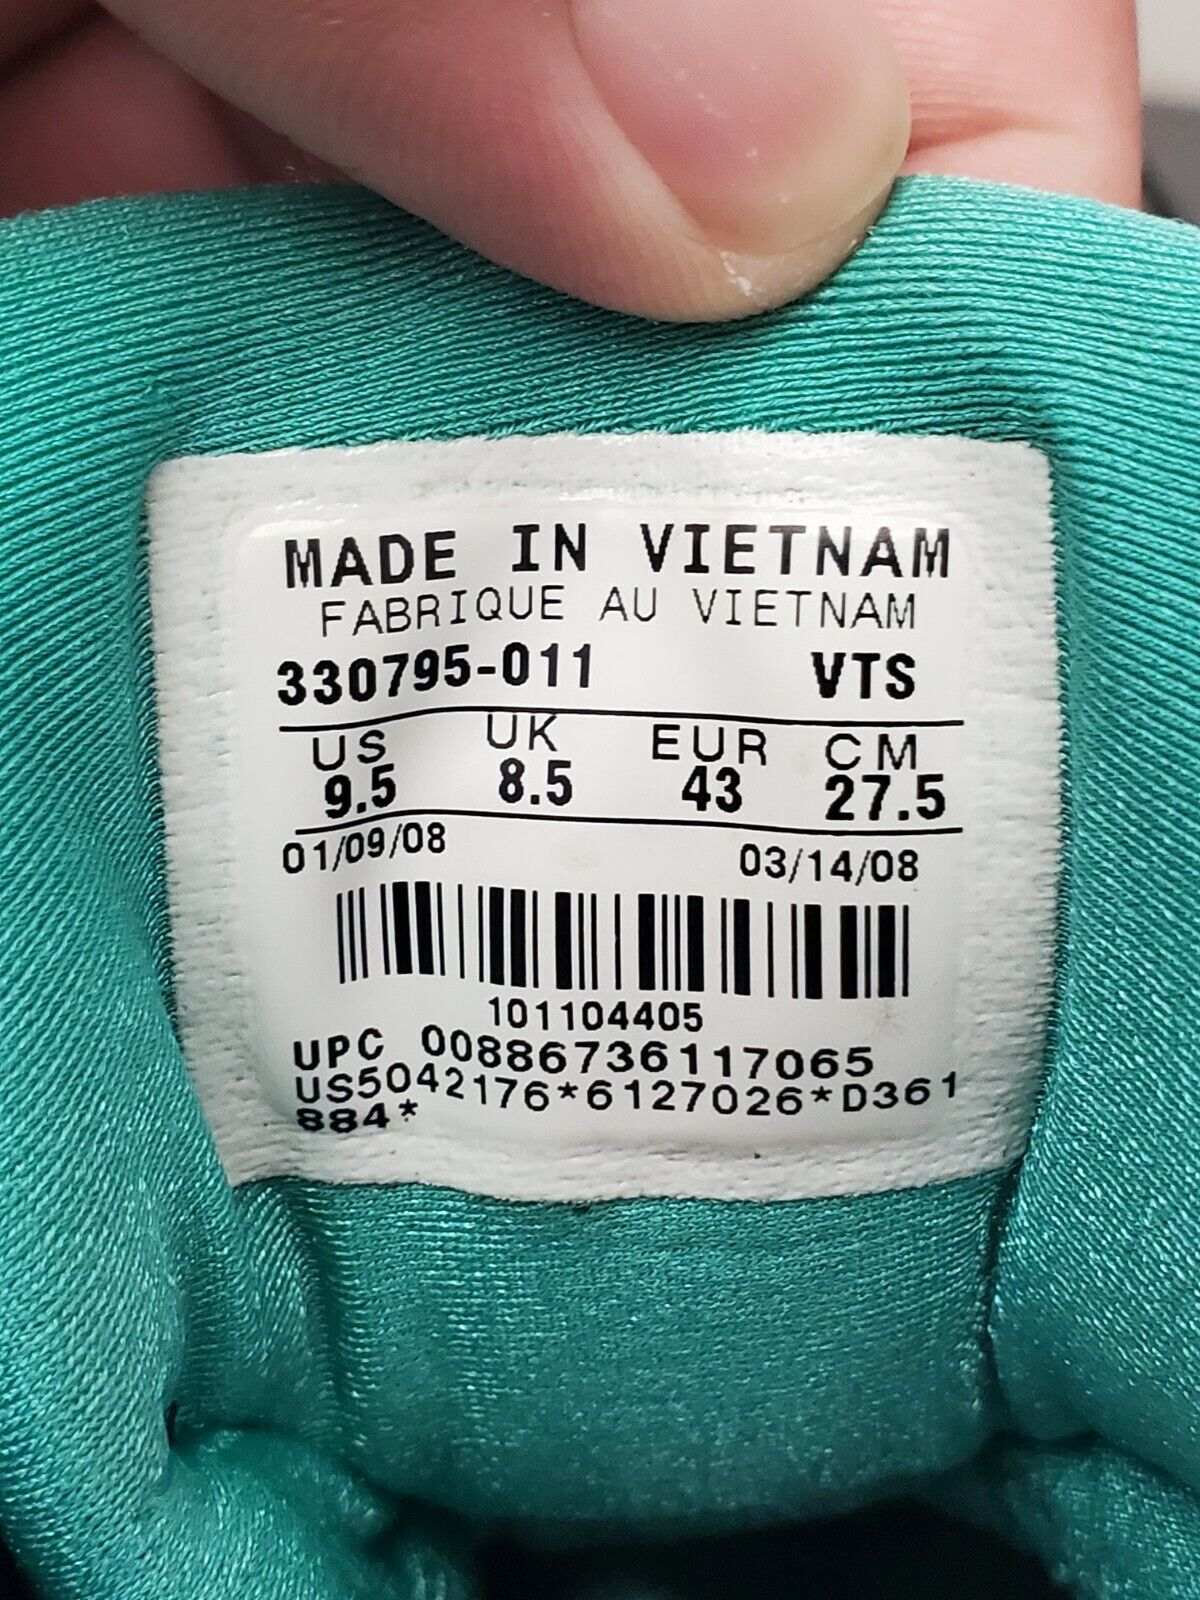 MADE IN VIETNAM
FABRIQUE AU VIETNAM
330795-011 VTS
US UK EUR CM
9.5 8.5 43 27.5
01/09/08 03/14/08
101104405
UPC 00886736117065
US5042176*6127026*D361
884*